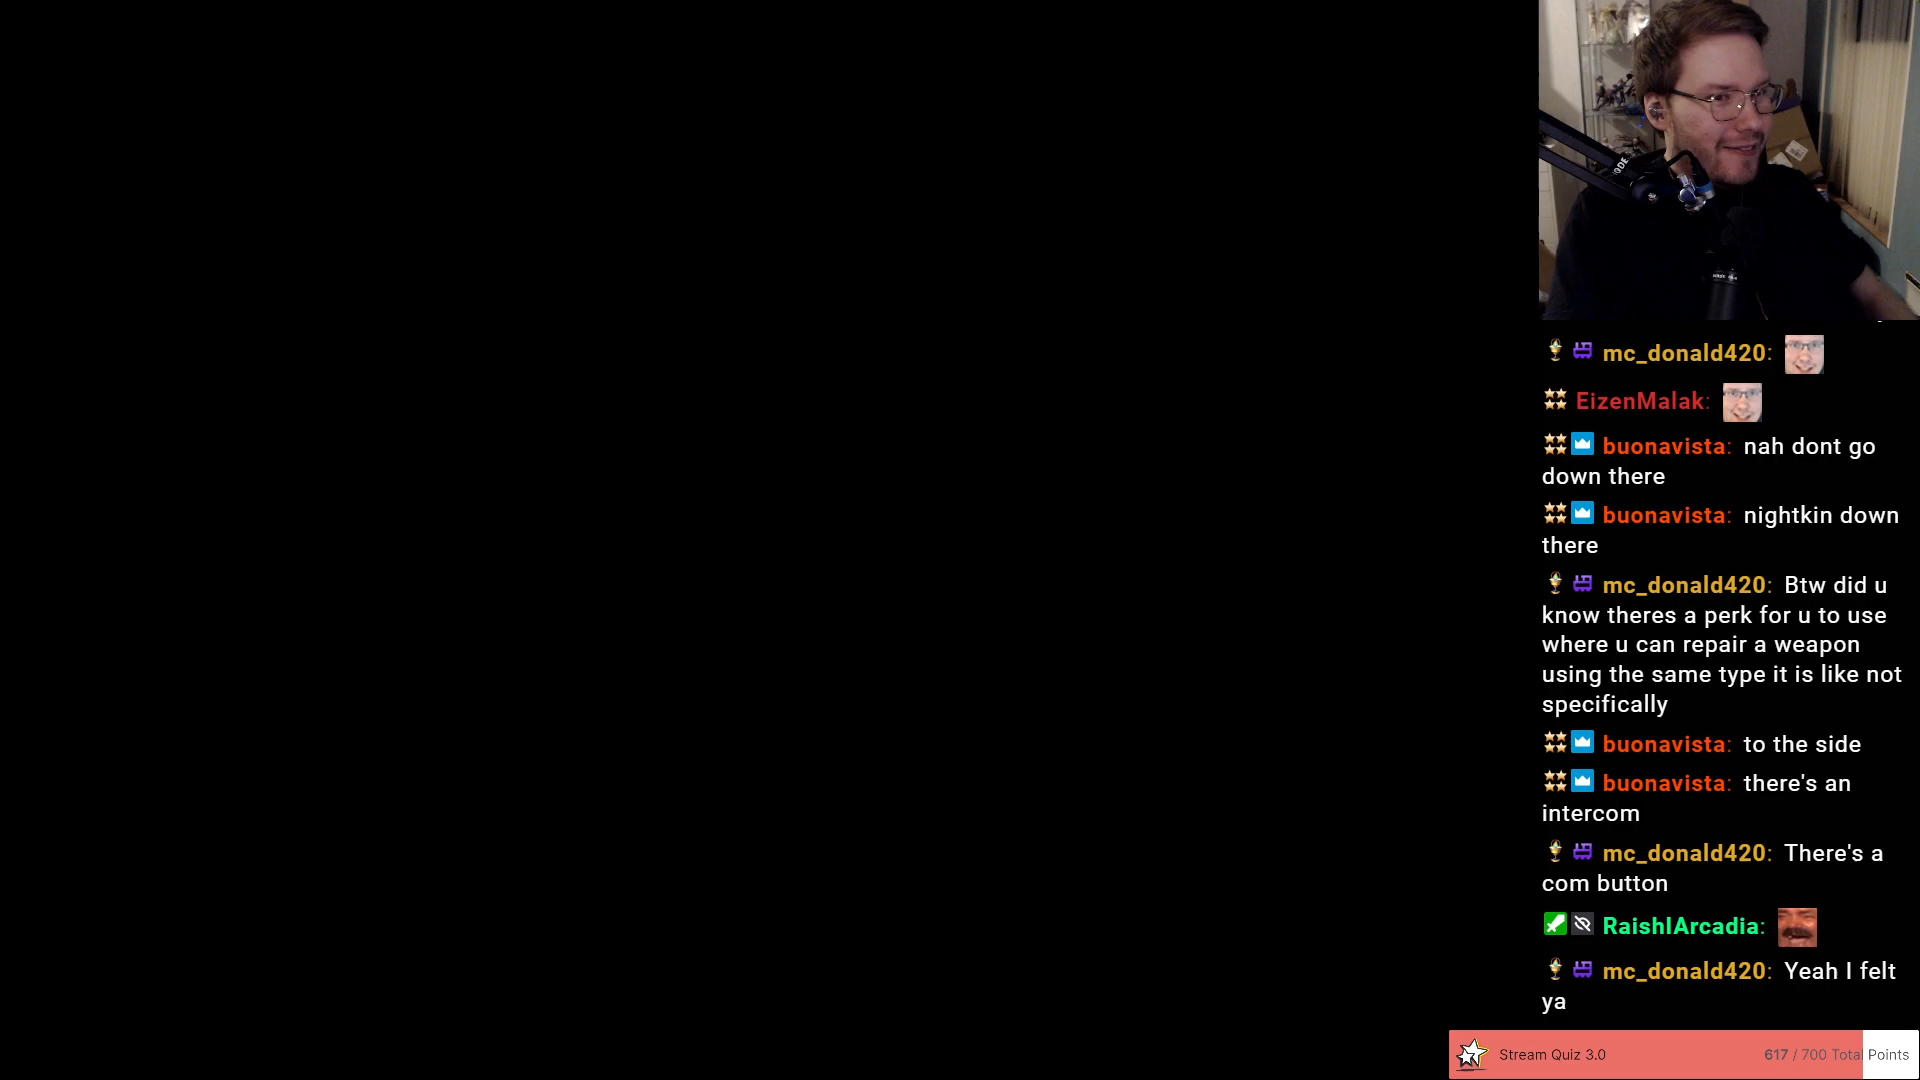 mc_donald420:
EizenMalak:
buonavista: nah dont go
down there
buonavista: nightkin down
there
mc_donald420: Btw did u
know theres a perk for u to use
where u can repair a weapon
using the same type it is like not
specifically
buonavista: to the side
buonavista: there's an
intercom
mc_donald420: There's a
com button
RaishIArcadia:
mc_donald420: Yeah I felt
ya
Stream Quiz 3.0 617 / 700 Total Points